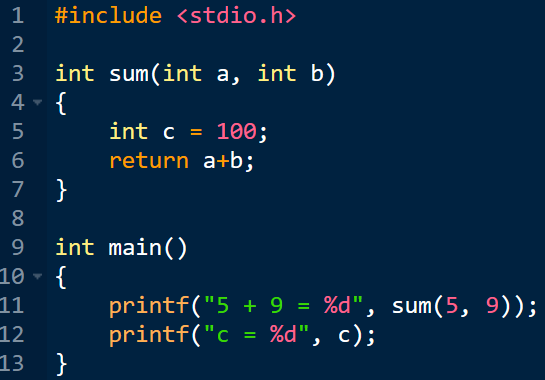 1 #include <stdio.h>
2
3 int sum(int a, int b)
4 {
5     int c = 100;
6     return a+b;
7 }
8
9 int main()
10 {
11     printf("5 + 9 = %d", sum(5, 9));
12     printf("c = %d", c);
13 }